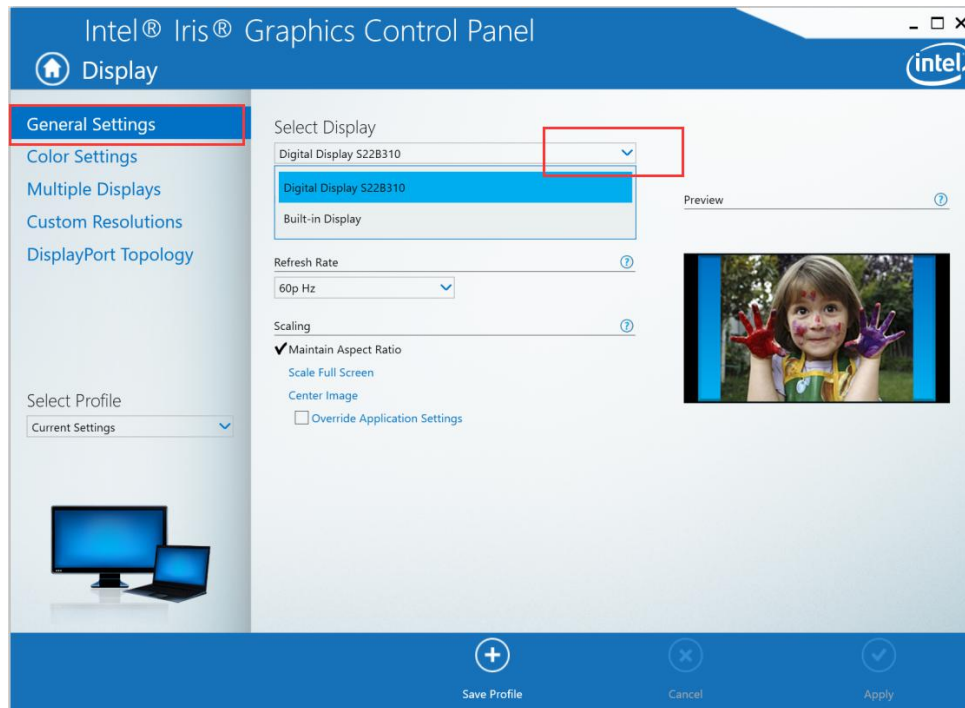 Intel® Iris® Graphics Control Panel
intel
Display
General Settings
Color Settings
Multiple Displays
Custom Resolutions
DisplayPort Topology
Select Profile
Current Settings
Select Display
Digital Display S22B310
Digital Display S22B310
Built-in Display
Refresh Rate ?
60p Hz
Scaling ?
Maintain Aspect Ratio
Scale Full Screen
Center Image
Override Application Settings
Preview ?
Save Profile
Cancel
Apply